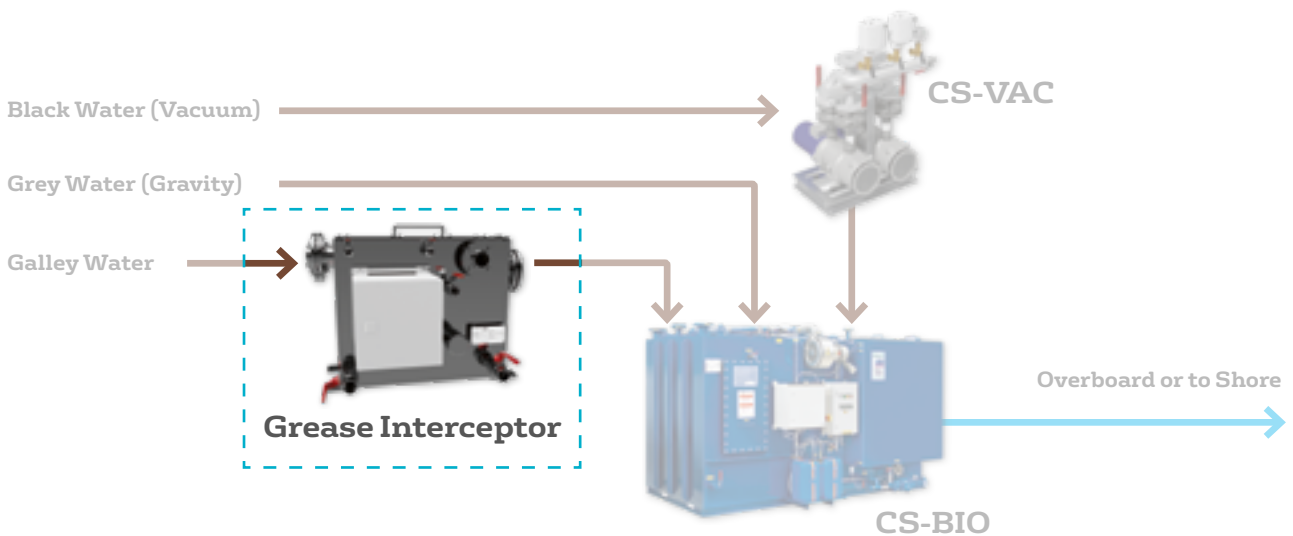 CS-VAC
Black Water (Vacuum)
Grey Water (Gravity)
Galley Water
Grease Interceptor
Overboard or to Shore
CS-BIO